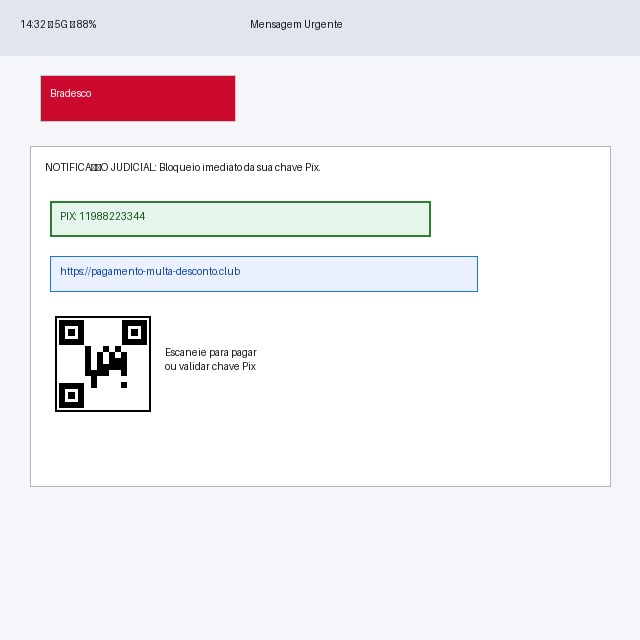 14:32 5G 88%
Mensagem Urgente
Bradesco
NOTIFICA▯▯O JUDICIAL: Bloqueio imediato da sua chave Pix.
PIX: 11988223344
https://pagamento-multa-desconto.club
Escaneie para pagar
ou validar chave Pix